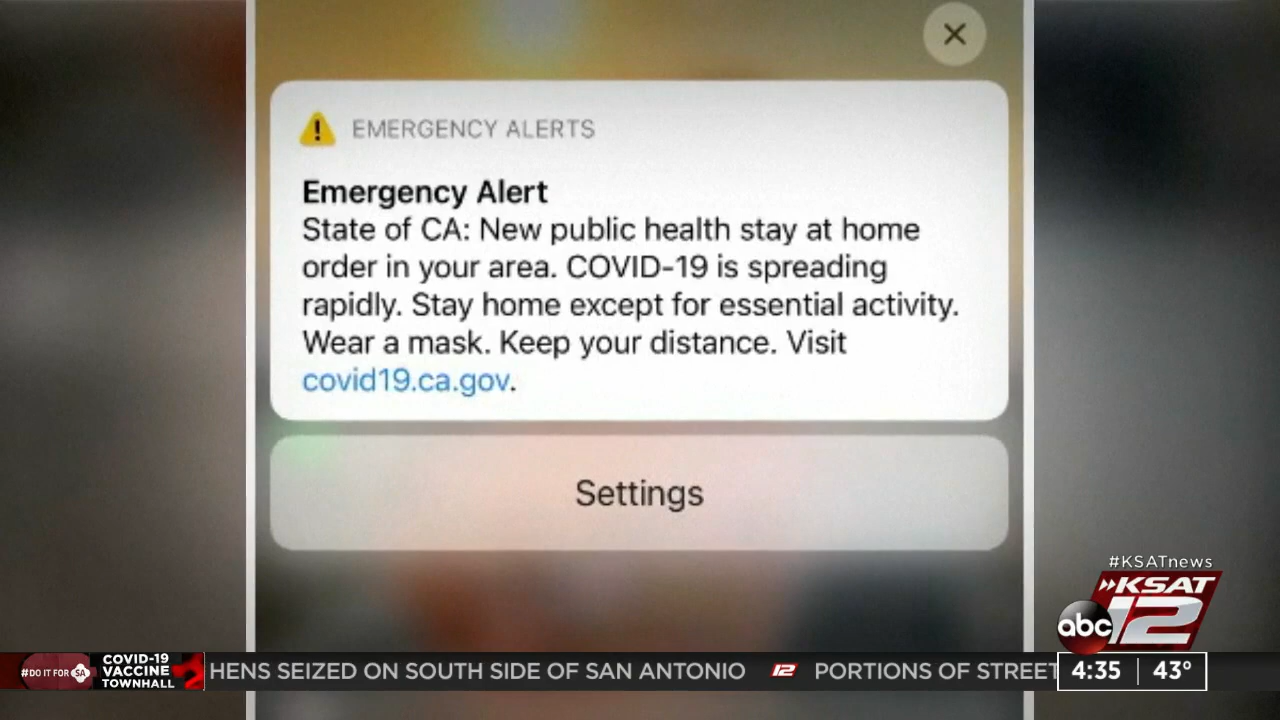 EMERGENCY ALERTS
Emergency Alert
State of CA: New public health stay at home
order in your area. COVID-19 is spreading
rapidly. Stay home except for essential activity.
Wear a mask. Keep your distance. Visit
covid19.ca.gov.
Settings
#KSATnews
KSAT
abc 12
#DO IT FOR SA
COVID-19
VACCINE
TOWNHALL
HENS SEIZED ON SOUTH SIDE OF SAN ANTONIO 12 PORTIONS OF STREET
4:35 43°